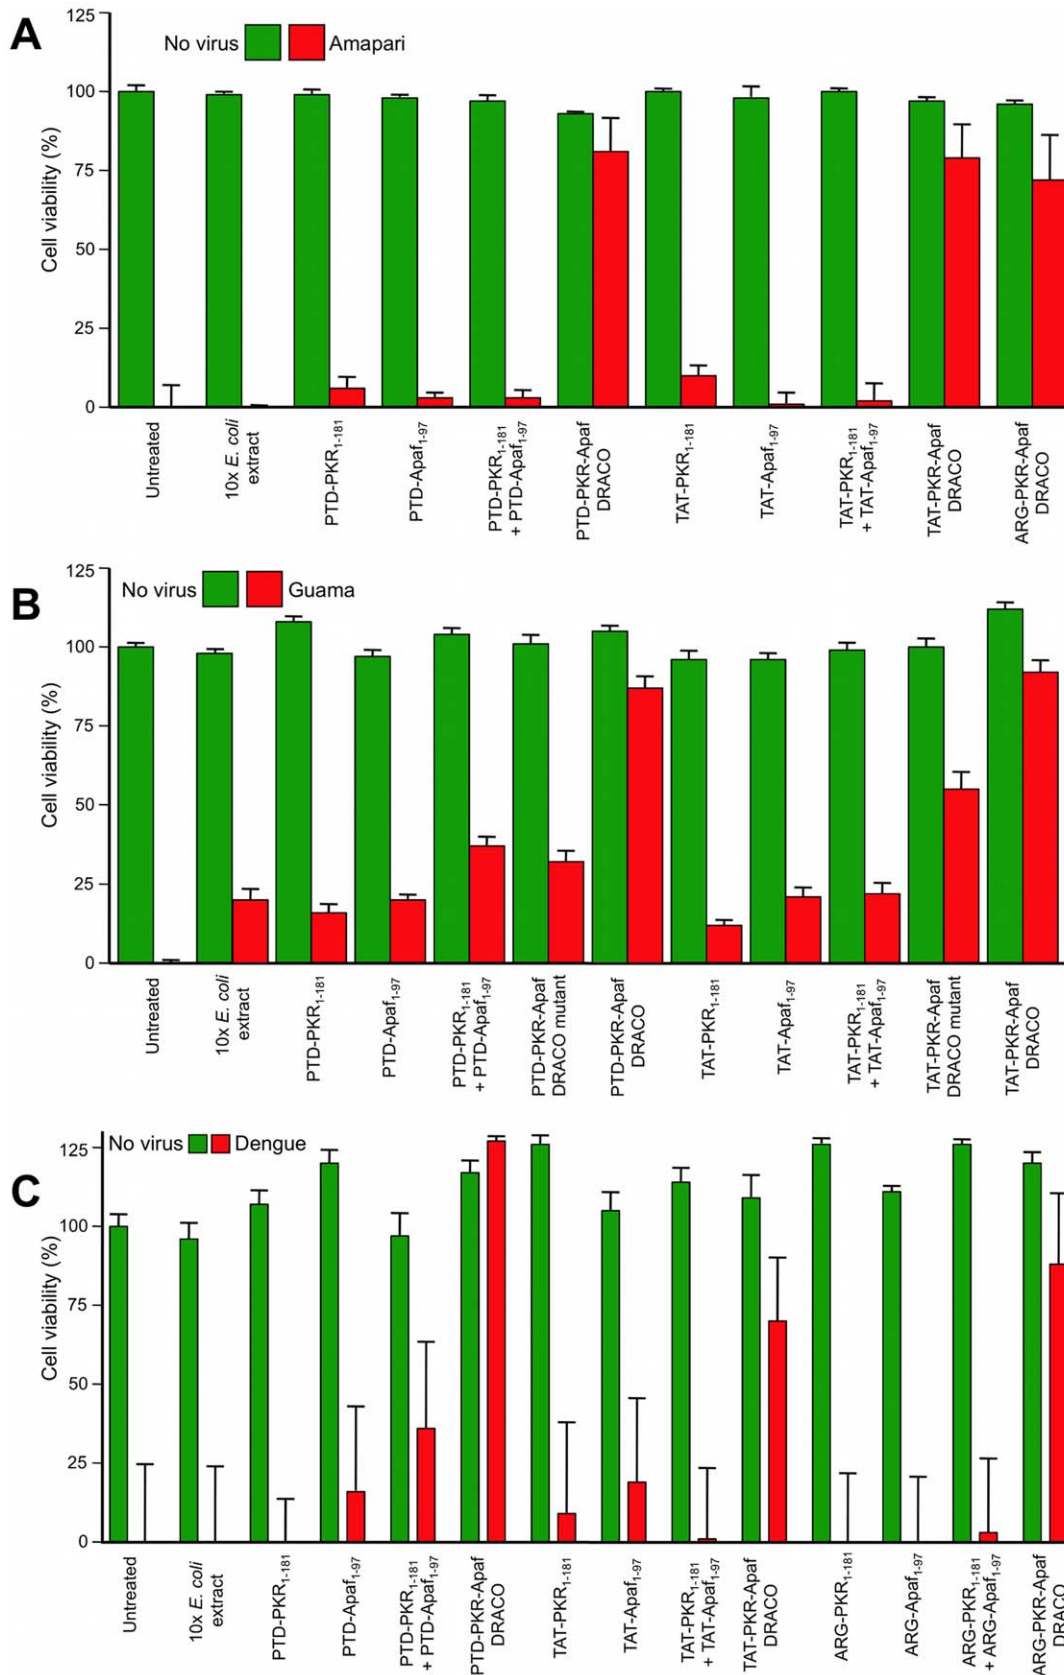 A
No virus Amapari
Cell viability (%)
125
100
75
50
25
0
Untreated
10x E. coli
extract
PTD-PKR1-181
PTD-Apaf1-97
PTD-PKR1-181
+ PTD-Apaf1-97
PTD-PKR-Apaf
DRACO
TAT-PKR1-181
TAT-Apaf1-97
TAT-PKR1-181
+ TAT-Apaf1-97
TAT-PKR-Apaf
DRACO
ARG-PKR-Apaf
DRACO
B
No virus Guama
Cell viability (%)
125
100
75
50
25
0
Untreated
10x E. coli
extract
PTD-PKR1-181
PTD-Apaf1-97
PTD-PKR1-181
+ PTD-Apaf1-97
PTD-PKR-Apaf
DRACO mutant
PTD-PKR-Apaf
DRACO
TAT-PKR1-181
TAT-Apaf1-97
TAT-PKR1-181
+ TAT-Apaf1-97
TAT-PKR-Apaf
DRACO mutant
TAT-PKR-Apaf
DRACO
C
No virus Dengue
Cell viability (%)
125
100
75
50
25
0
Untreated
10x E. coli
extract
PTD-PKR1-181
PTD-Apaf1-97
PTD-PKR1-181
+ PTD-Apaf1-97
PTD-PKR-Apaf
DRACO
TAT-PKR1-181
TAT-Apaf1-97
TAT-PKR1-181
+ TAT-Apaf1-97
TAT-PKR-Apaf
DRACO
ARG-PKR1-181
ARG-Apaf1-97
ARG-PKR1-181
+ ARG-Apaf1-97
ARG-PKR-Apaf
DRACO